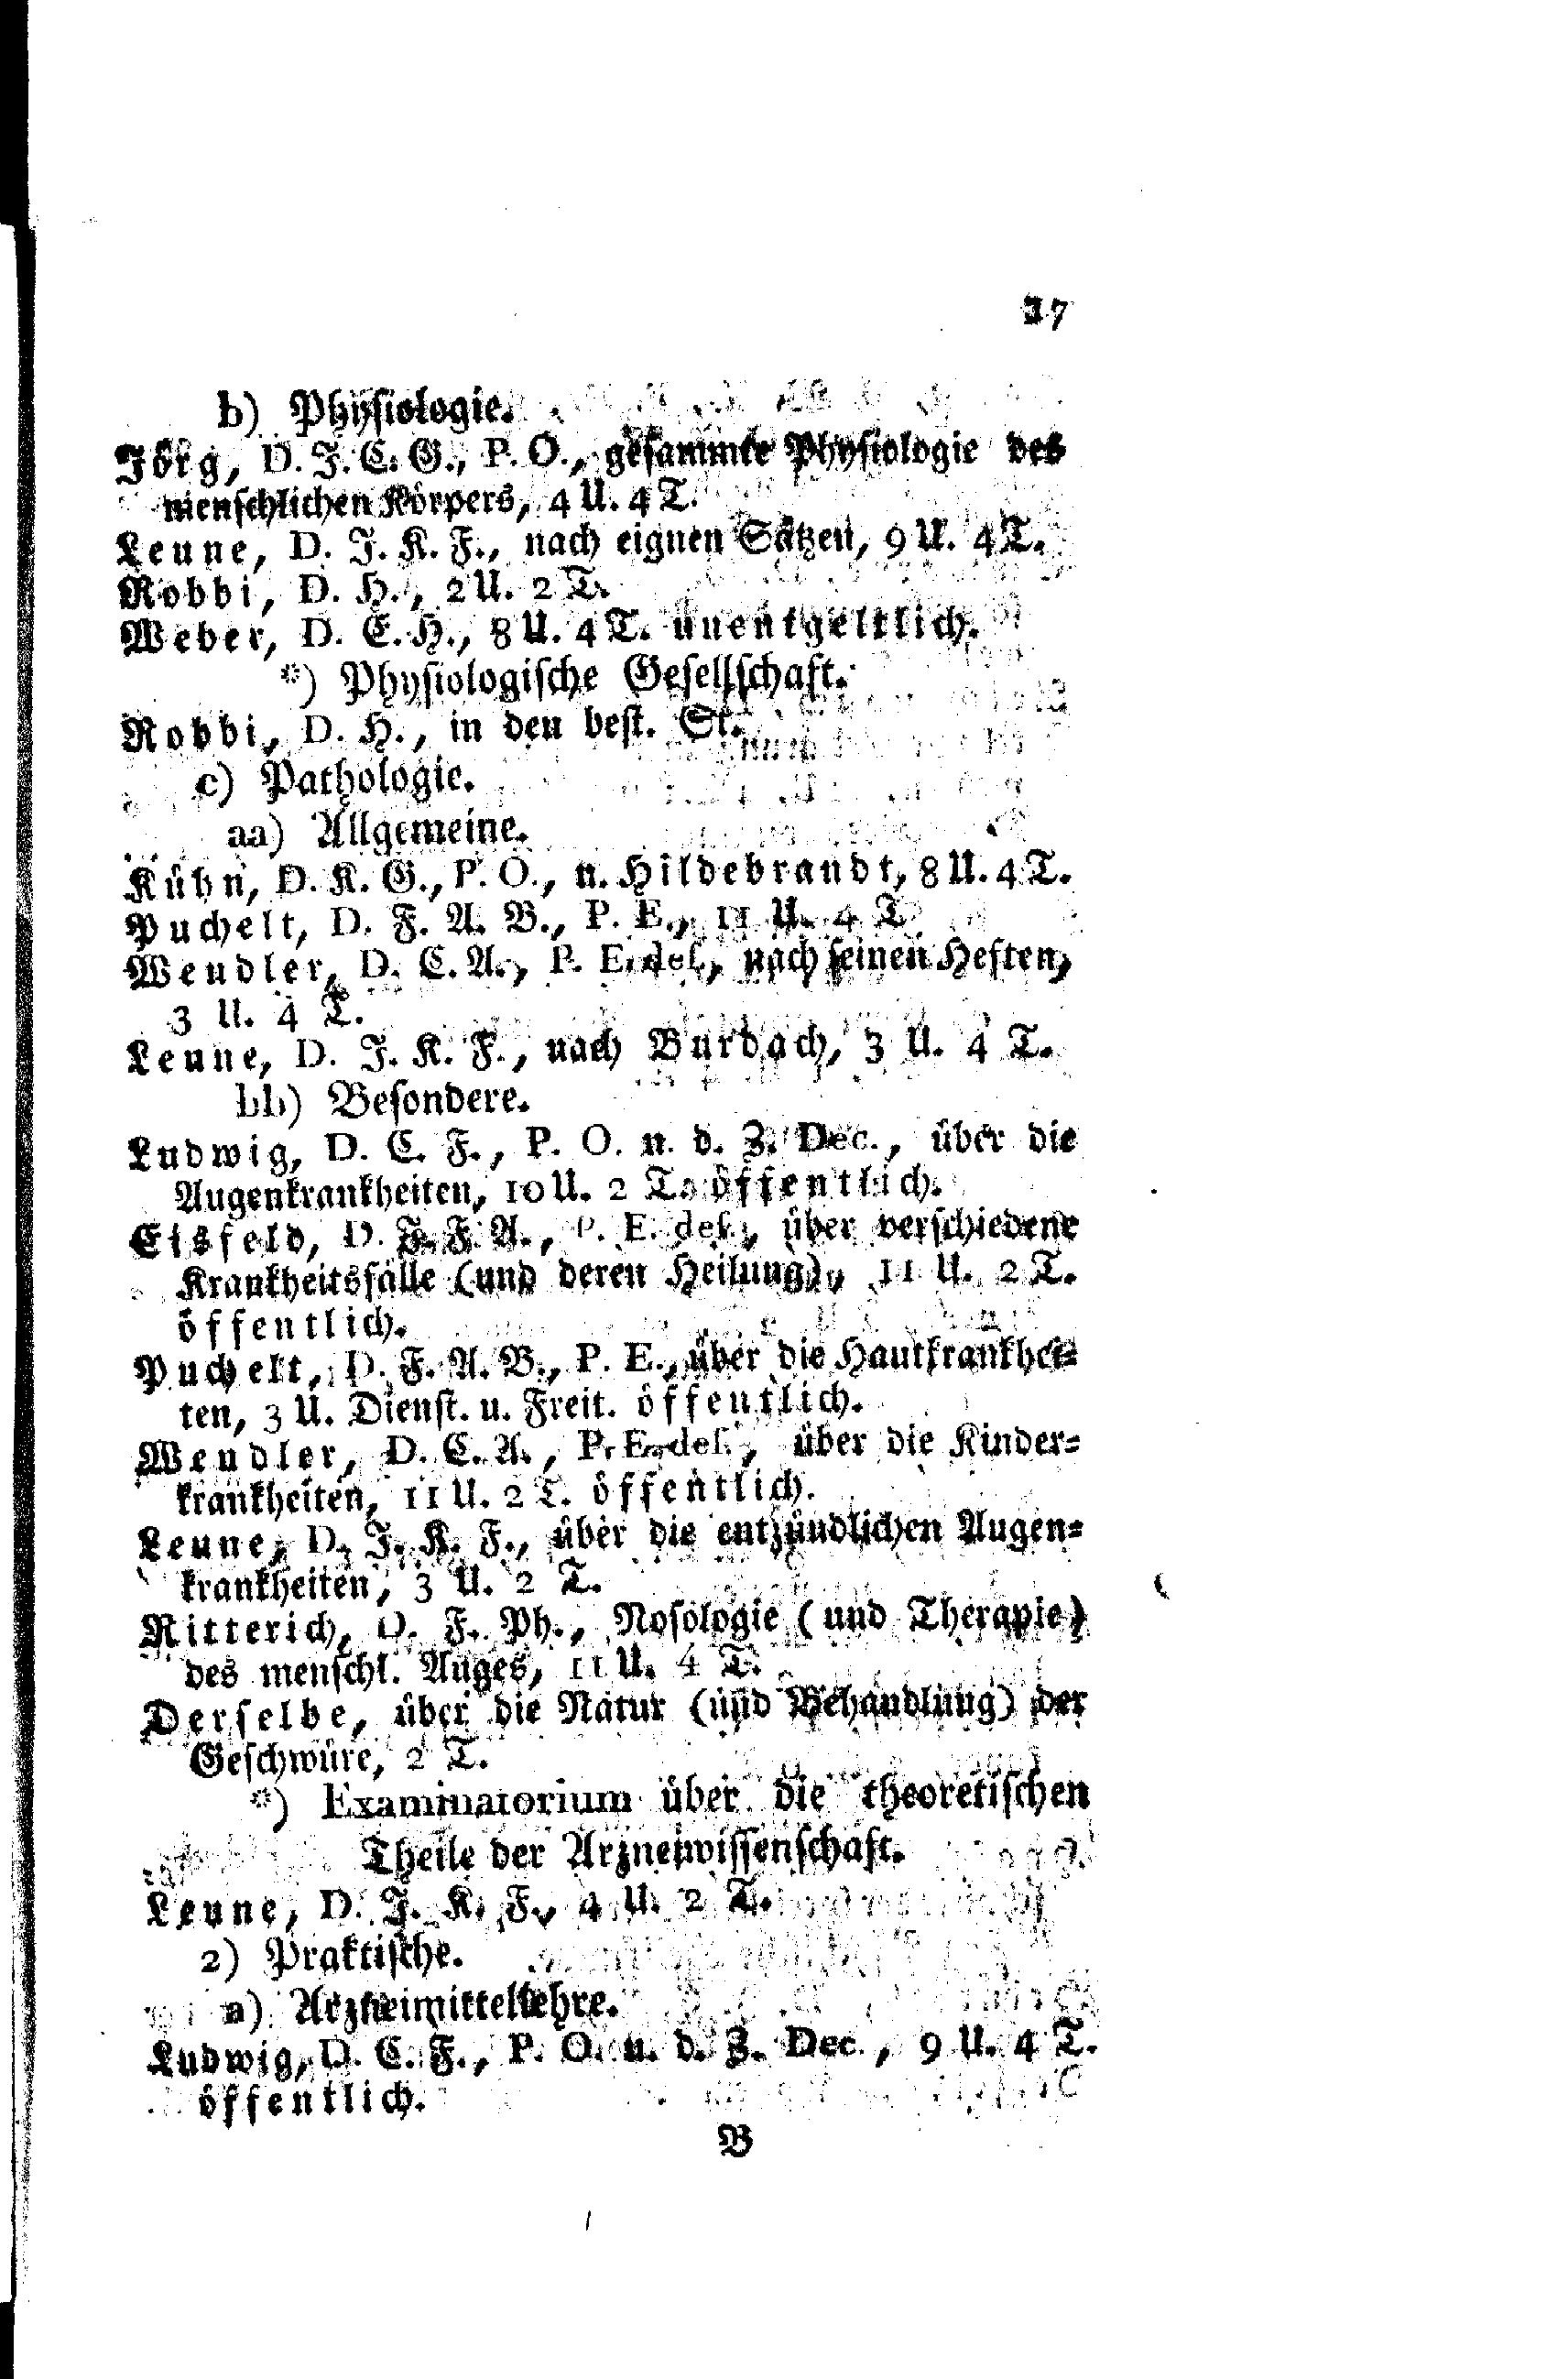 17
b) Physiologie.
Jörg, D. J. C. G., P. O., gesammte Physiologie des
menschlichen Körpers, 4 U. 4 T.
Leune, D. J. K. F., nach eignen Sätzen, 9 U. 4 T.
Robbi, D. H., 2 U. 2 T.
Weber, D. E. H., 8 U. 4 T. unentgeltlich.
*) Physiologische Gesellschaft.
Robbi, D. H., in den best. St.
c) Pathologie.
aa) Allgemeine.
Kühn, D. K. G., P. O., n. Hildebrandt, 8 U. 4 T.
Puchelt, D. F. A. B., P. E., 11 U. 4 T.
Wendler, D. C. A., P. E. des., nach seinen Heften,
3 U. 4 T.
Leune, D. J. K. F., nach Burdach, 3 U. 4 T.
bb) Besondere.
Ludwig, D. C. F., P. O. u. d. Z. Dec., über die
Augenkrankheiten, 10 U. 2 T. öffentlich.
Eisfeld, D. J. F. A., P. E. des., über verschiedene
Krankheitsfälle (und deren Heilung), 11 U. 2 T.
öffentlich.
Puchelt, D. F. A. B., P. E., über die Hautkrankhei-
ten, 3 U. Dienst. u. Freit. öffentlich.
Wendler, D. C. A., P. E. des., über die Kinder-
krankheiten, 11 U. 2 T. öffentlich.
Leune, D. J. K. F., über die entzündlichen Augen-
krankheiten, 3 U. 2 T.
Ritterich, D. F. Ph., Nosologie (und Therapie)
des menschl. Auges, 11 U. 4 T.
Derselbe, über die Natur (und Behandlung) der
Geschwüre, 2 T.
*) Examinatorium über die theoretischen
Theile der Arzneiwissenschaft.
Leune, D. J. K. F., 4 U. 2 T.
2) Praktische.
a) Arzneimittellehre.
Ludwig, D. C. F., P. O. u. d. Z. Dec., 9 U. 4 T.
öffentlich.
B